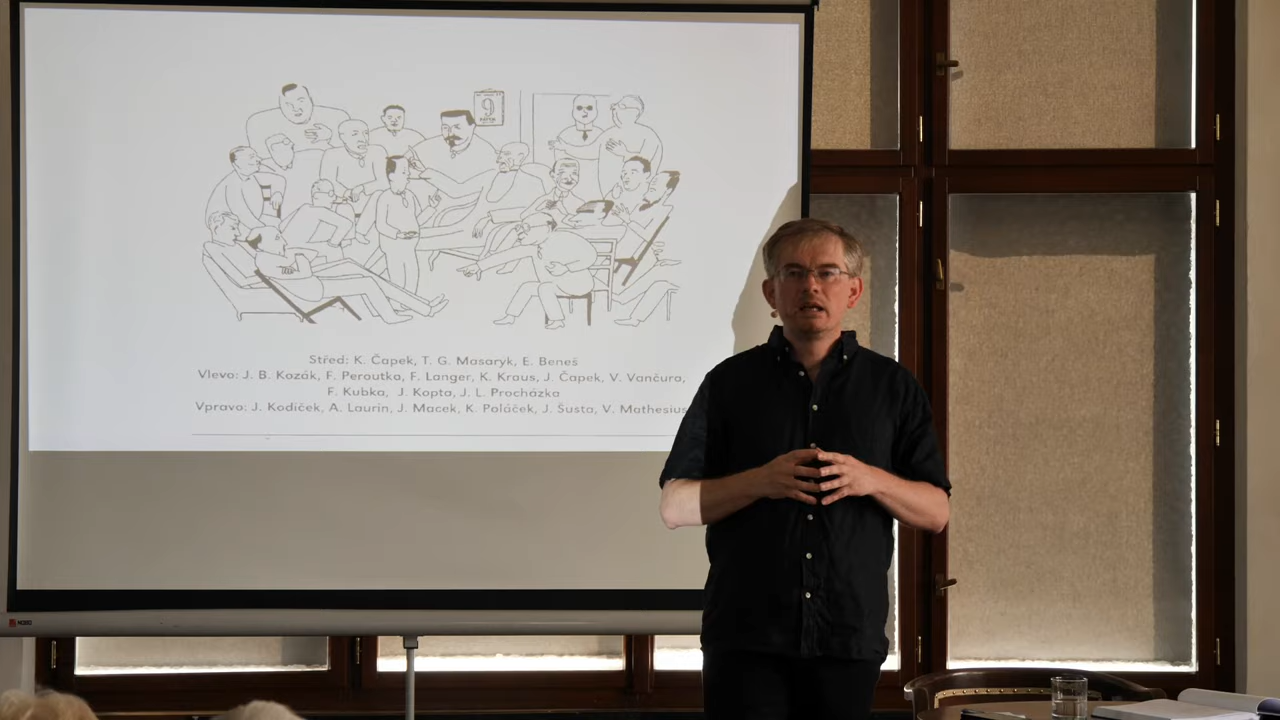 9
Střed: K. Čapek, T. G. Masaryk, E. Beneš
Vlevo: J. B. Kozák, F. Peroutka, F. Langer, K. Kraus, J. Čapek, V. Vančura,
F. Kubka, J. Kopta, J. L. Procházka
Vpravo: J. Kodíček, A. Laurin, J. Macek, K. Poláček, J. Šusta, V. Mathesius